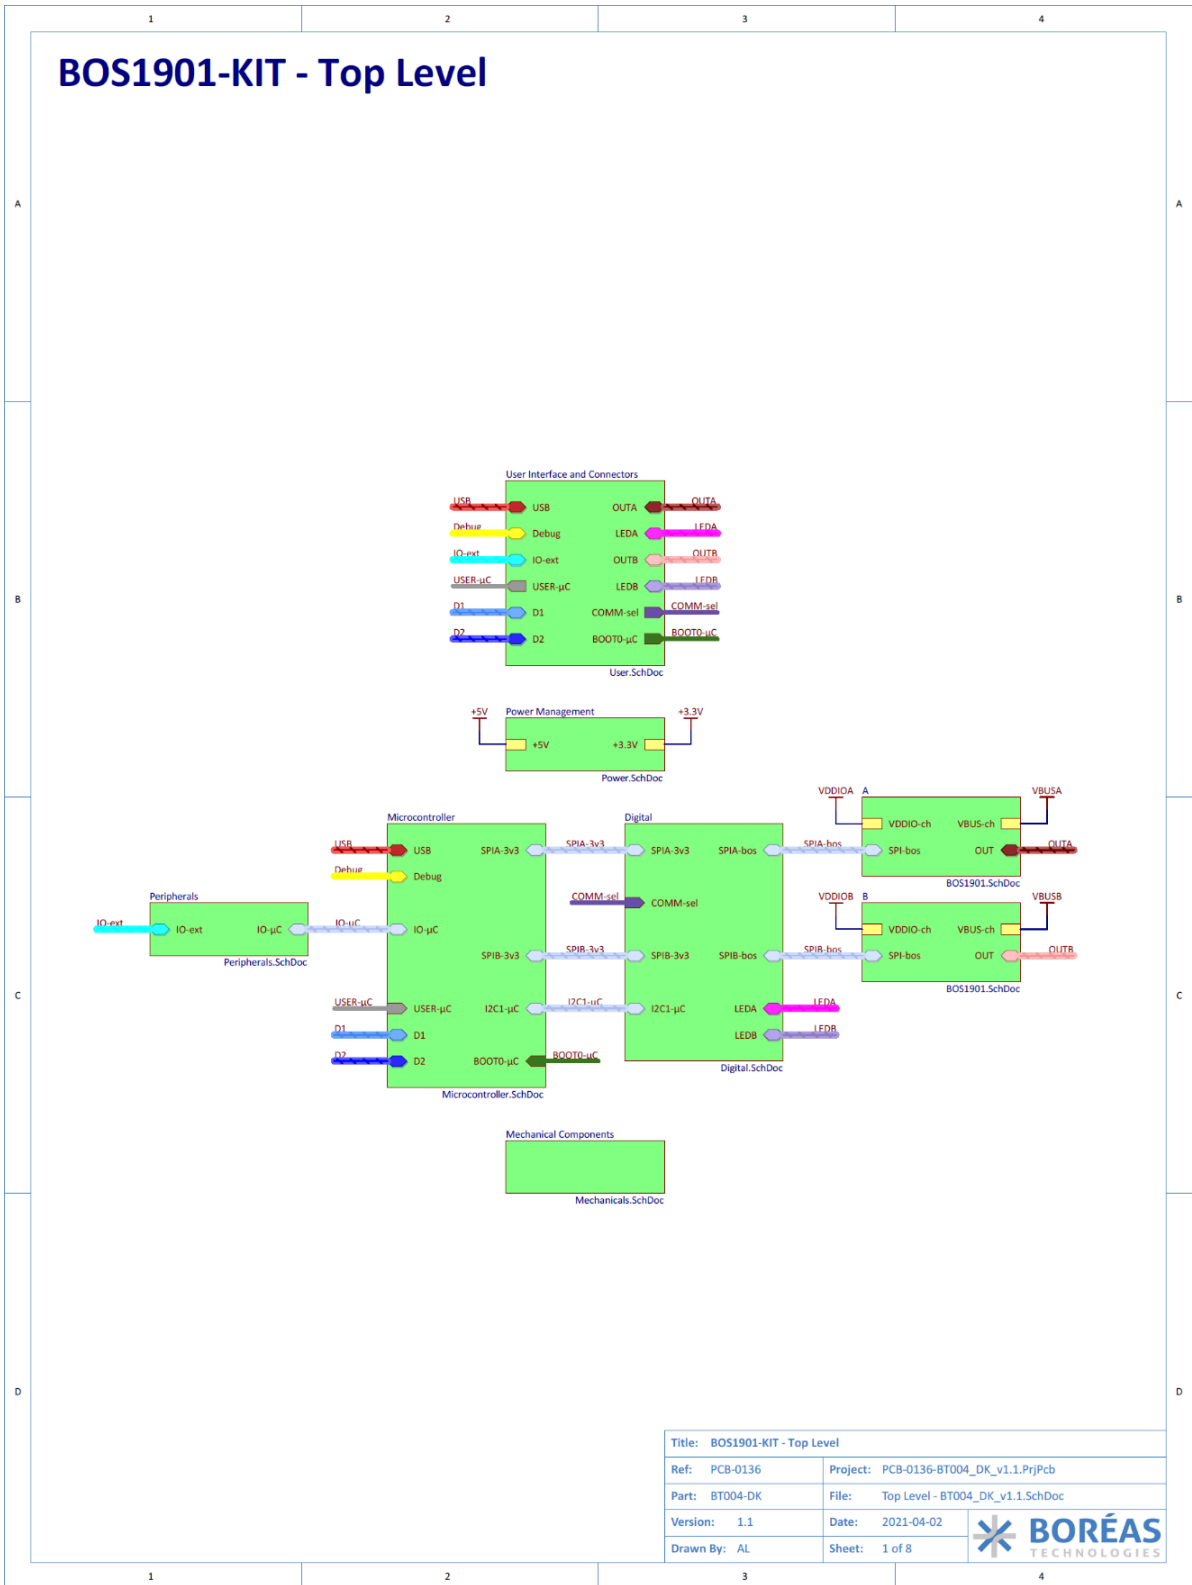 1 2 3 4
BOS1901-KIT - Top Level
A A
User Interface and Connectors
USB USB OUTA OUTA
Debug Debug LEDA LEDA
IO-ext IO-ext OUTB OUTB
USER-µC USER-µC LEDB LEDB
B B
D1 D1 COMM-sel COMM-sel
D2 D2 BOOT0-µC BOOT0-µC
User.SchDoc
+5V Power Management +3.3V
+5V +3.3V
Power.SchDoc
VDDIOA A VBUSA
Microcontroller Digital
VDDIO-ch VBUS-ch
USB USB SPIA-3v3 SPIA-3v3 SPIA-3v3 SPIA-bos SPIA-bos SPI-bos OUT OUTA
Debug Debug
BOS1901.SchDoc
Peripherals COMM-sel COMM-sel VDDIOB B VBUSB
IO-ext IO-ext IO-µC IO-µC IO-µC VDDIO-ch VBUS-ch
SPIB-3v3 SPIB-3v3 SPIB-3v3 SPIB-bos SPIB-bos SPI-bos OUT OUTB
Peripherals.SchDoc
BOS1901.SchDoc
C C
USER-µC USER-µC I2C1-µC I2C1-µC I2C1-µC LEDA LEDA
D1 D1 LEDB LEDB
D2 D2 BOOT0-µC BOOT0-µC
Digital.SchDoc
Microcontroller.SchDoc
Mechanical Components
Mechanicals.SchDoc
D D
Title: BOS1901-KIT - Top Level
Ref: PCB-0136 Project: PCB-0136-BT004_DK_v1.1.PrjPcb
Part: BT004-DK File: Top Level - BT004_DK_v1.1.SchDoc
Version: 1.1 Date: 2021-04-02
Drawn By: AL Sheet: 1 of 8
BORÉAS
TECHNOLOGIES
1 2 3 4